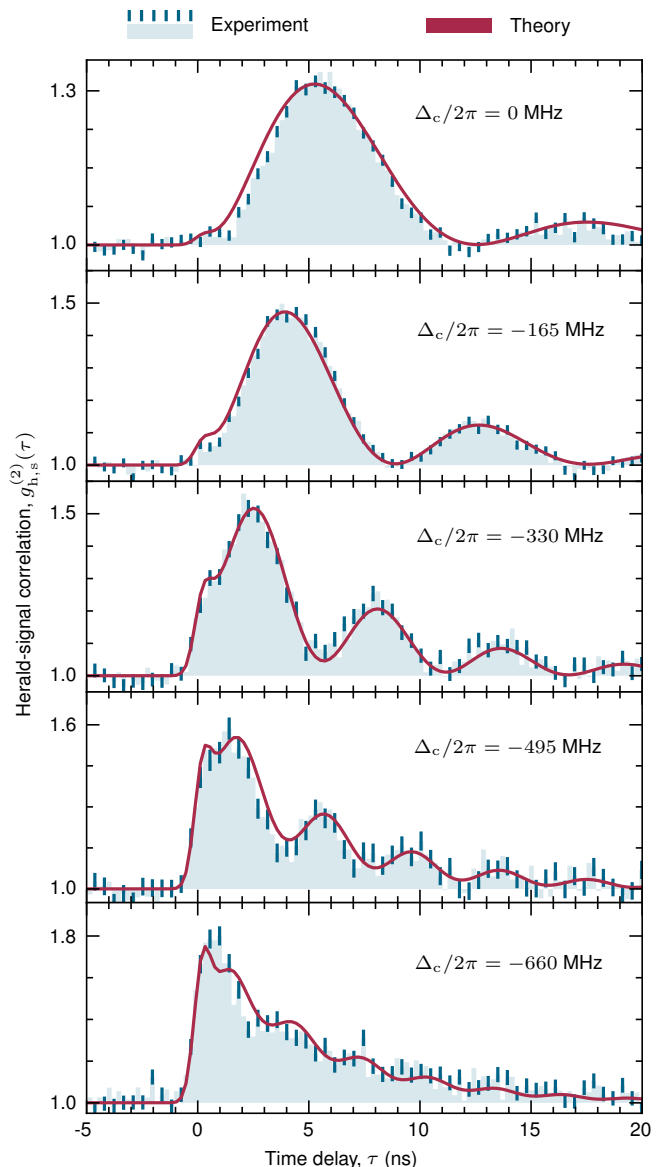 Experiment Theory
1.3
1.0
Δc/2π = 0 MHz
1.5
1.0
Δc/2π = −165 MHz
1.5
1.0
Δc/2π = −330 MHz
1.6
1.0
Δc/2π = −495 MHz
1.8
1.0
Δc/2π = −660 MHz
Herald-signal correlation, g(2)h,s(τ)
-5 0 5 10 15 20
Time delay, τ (ns)